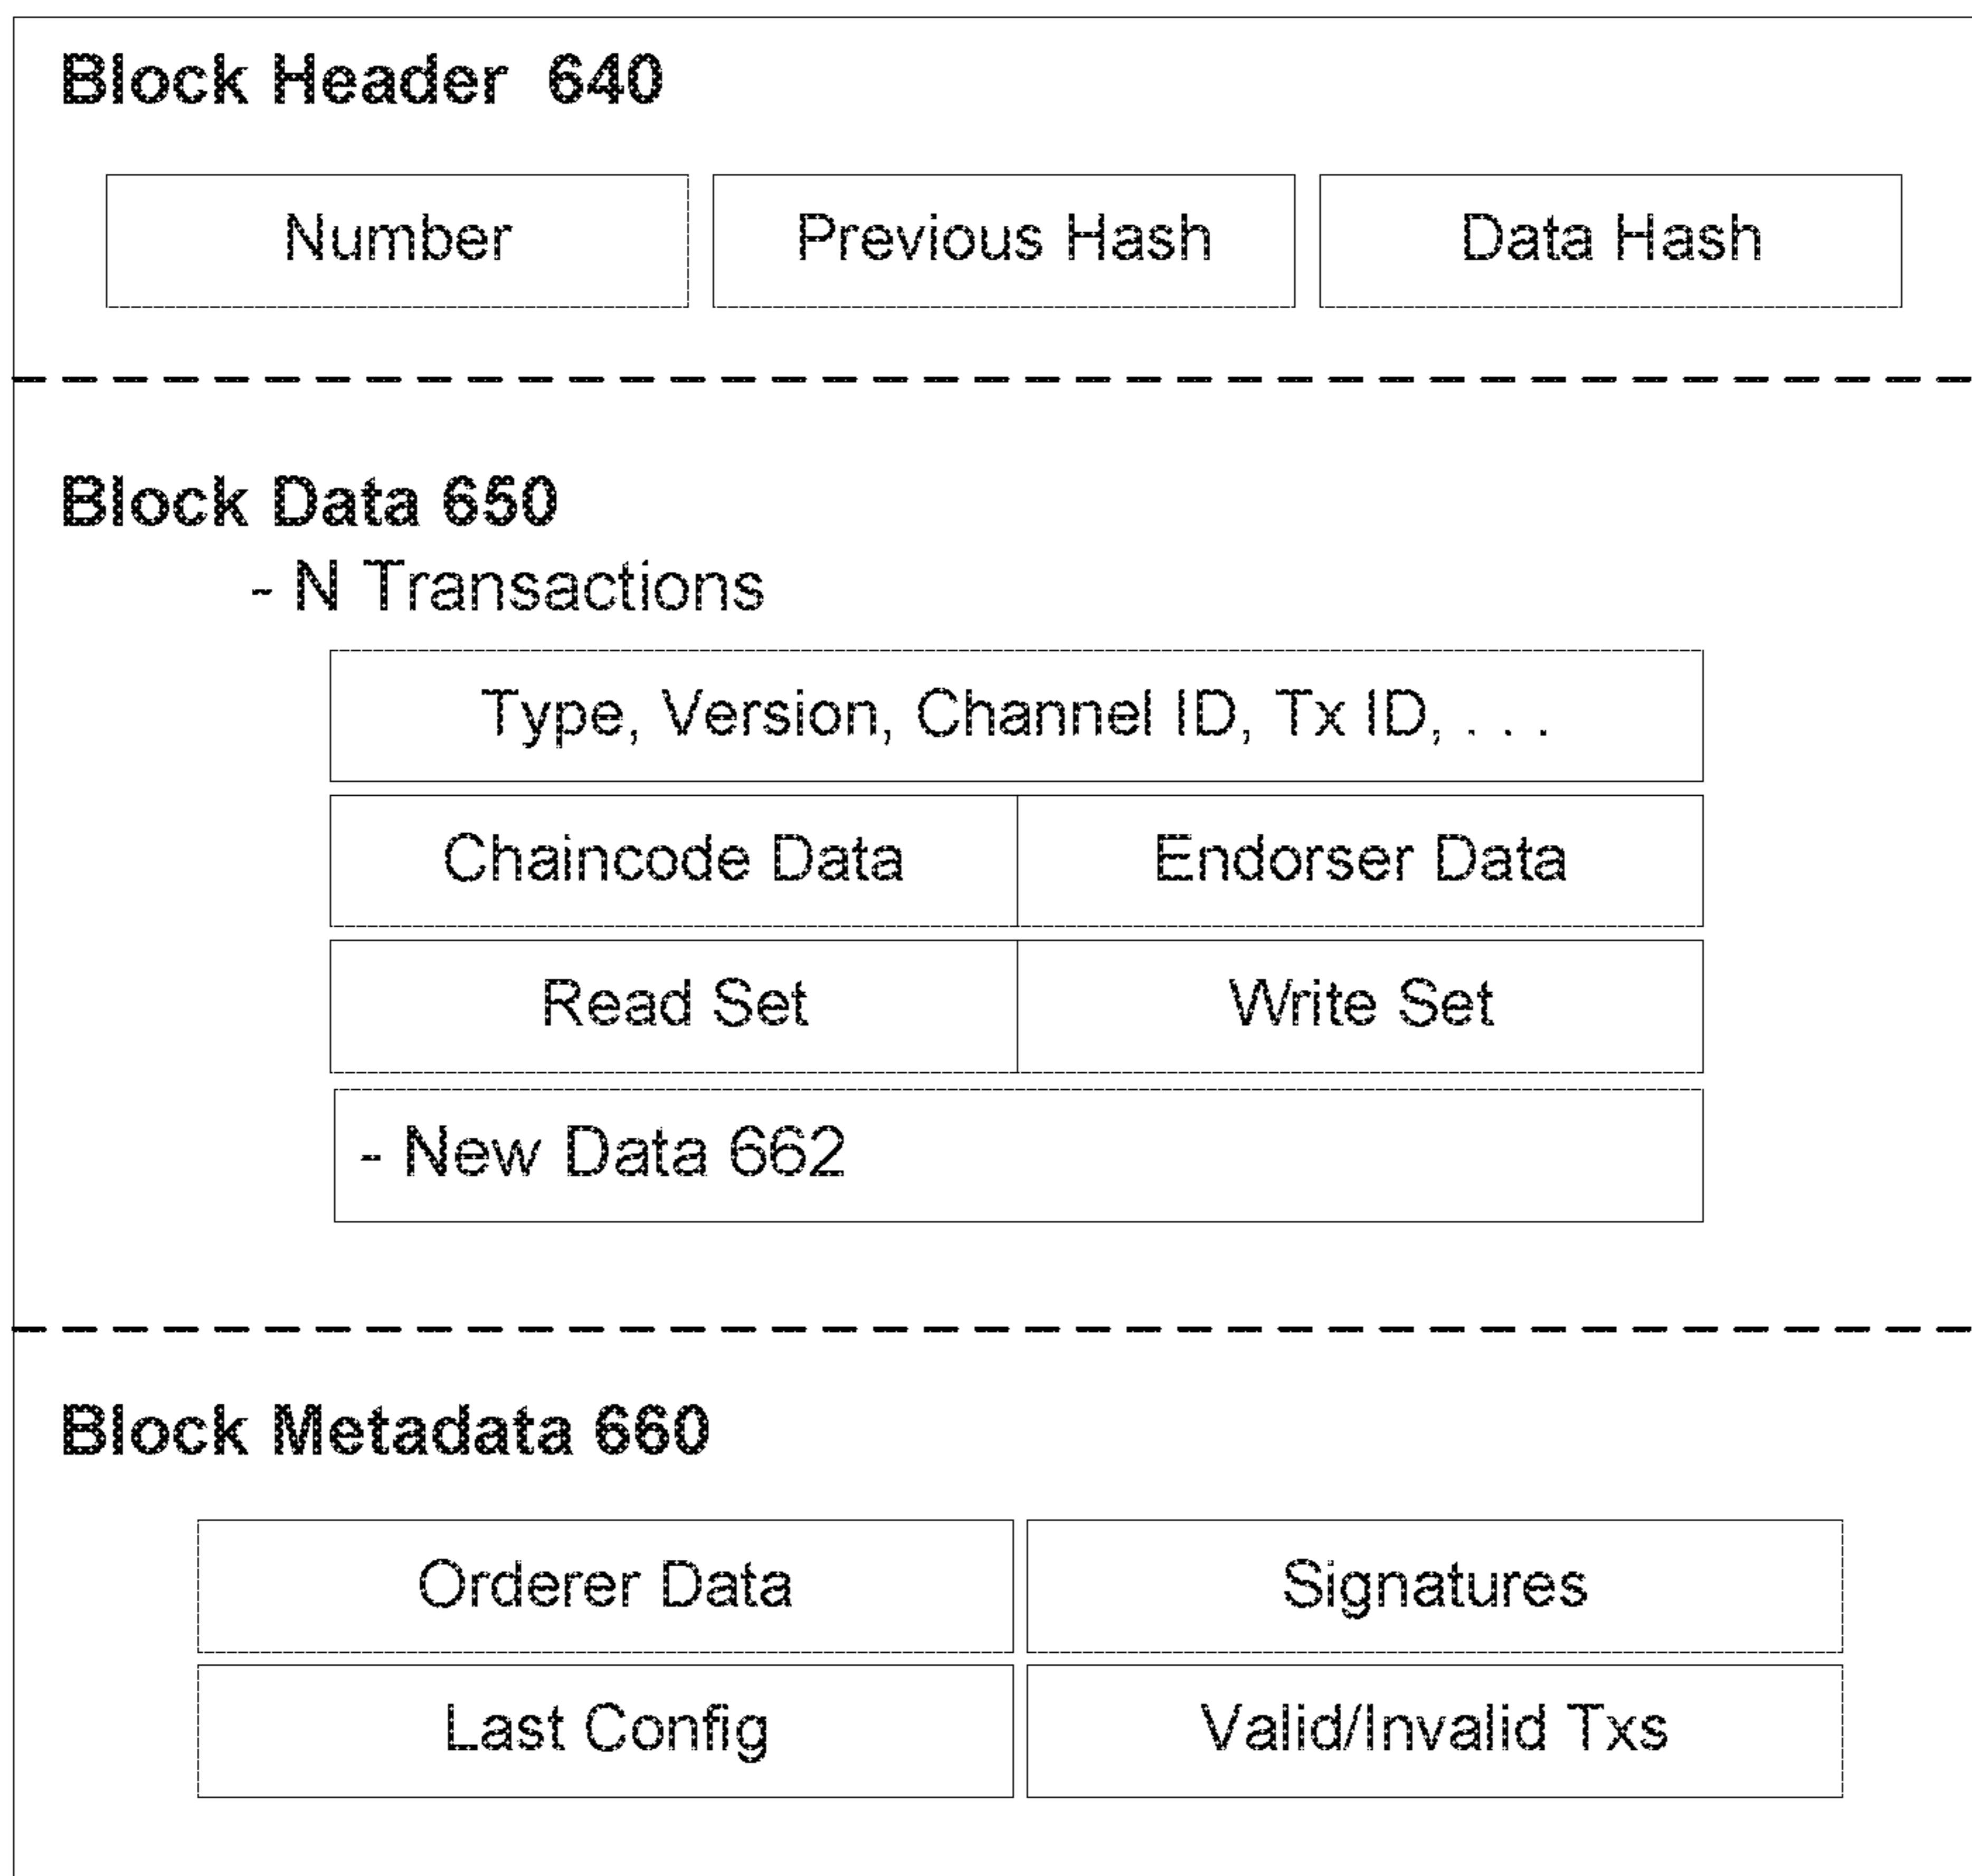 Block Header 640
Number Previous Hash Data Hash
Block Data 650
- N Transactions
Type, Version, Channel ID, Tx ID, . . .
Chaincode Data Endorser Data
Read Set Write Set
- New Data 662
Block Metadata 660
Orderer Data Signatures
Last Config Valid/Invalid Txs